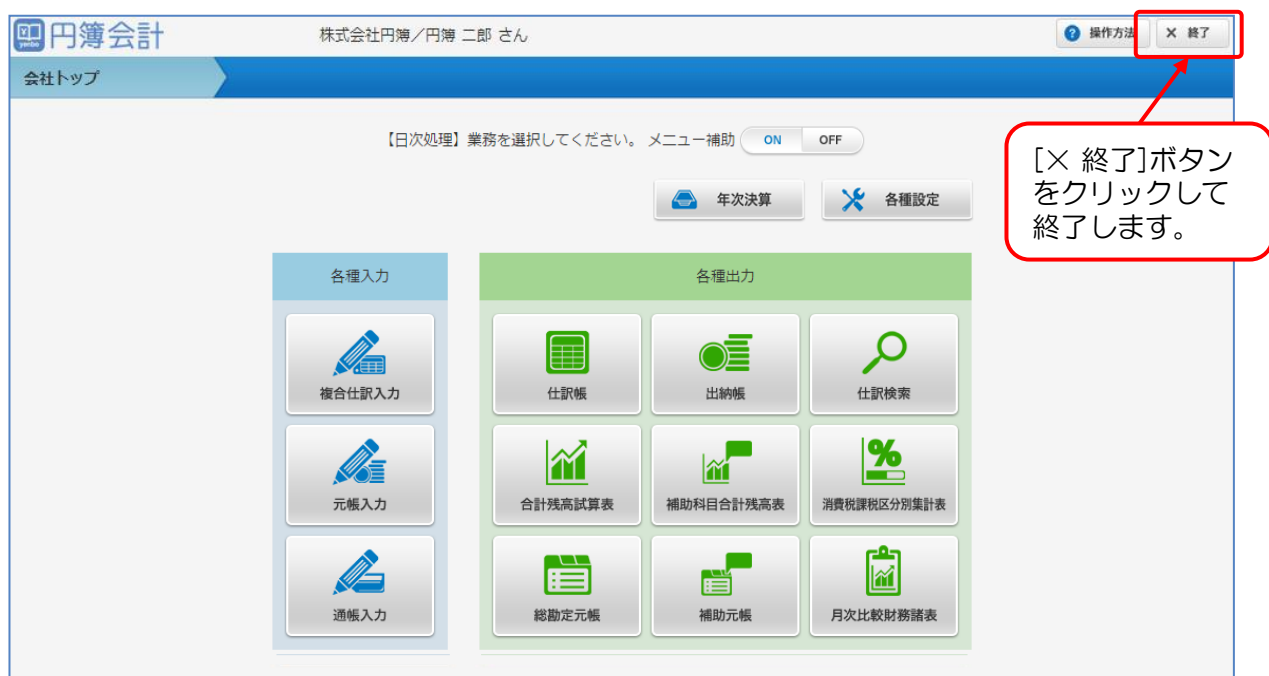 円簿会計
yenbo
株式会社円簿／円簿 二郎 さん
? 操作方法
× 終了
会社トップ
【日次処理】業務を選択してください。 メニュー補助 ON OFF
[× 終了]ボタン
をクリックして
終了します。
年次決算
各種設定
各種入力
各種出力
複合仕訳入力
仕訳帳
出納帳
仕訳検索
元帳入力
合計残高試算表
補助科目合計残高表
%
消費税課税区分別集計表
通帳入力
総勘定元帳
補助元帳
月次比較財務諸表